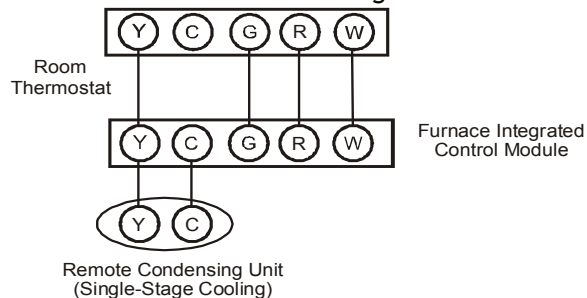 Y C G R W
Room
Thermostat
Y C G R W
Furnace Integrated
Control Module
Y C
Remote Condensing Unit
(Single-Stage Cooling)